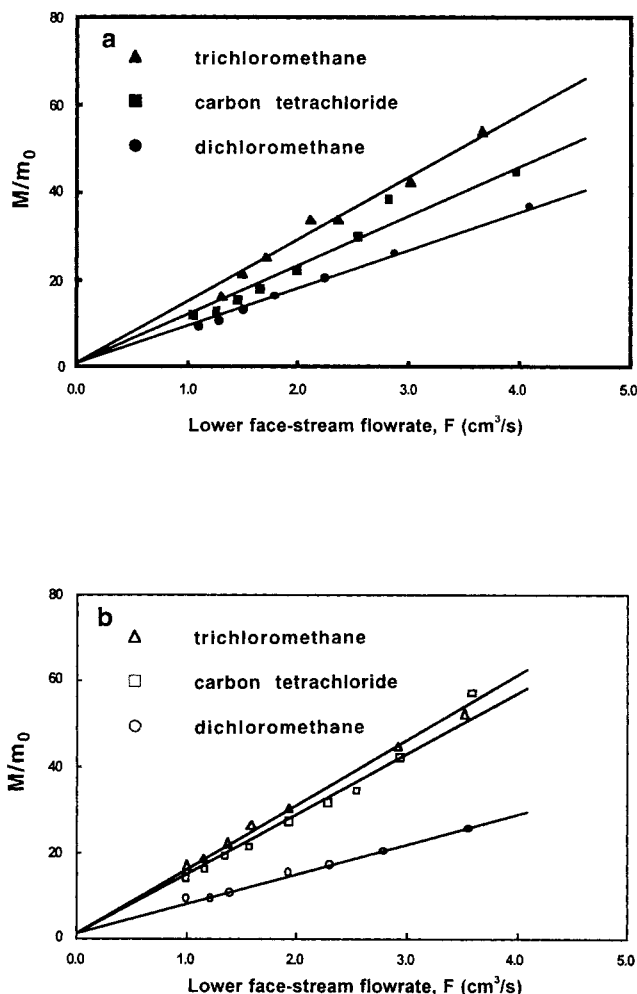 80
a
trichloromethane
60
carbon tetrachloride
dichloromethane
M/m0
40
20
0
0.0 1.0 2.0 3.0 4.0 5.0
Lower face-stream flowrate, F (cm³/s)
80
b
trichloromethane
60
carbon tetrachloride
dichloromethane
M/m0
40
20
0
0.0 1.0 2.0 3.0 4.0 5.0
Lower face-stream flowrate, F (cm³/s)